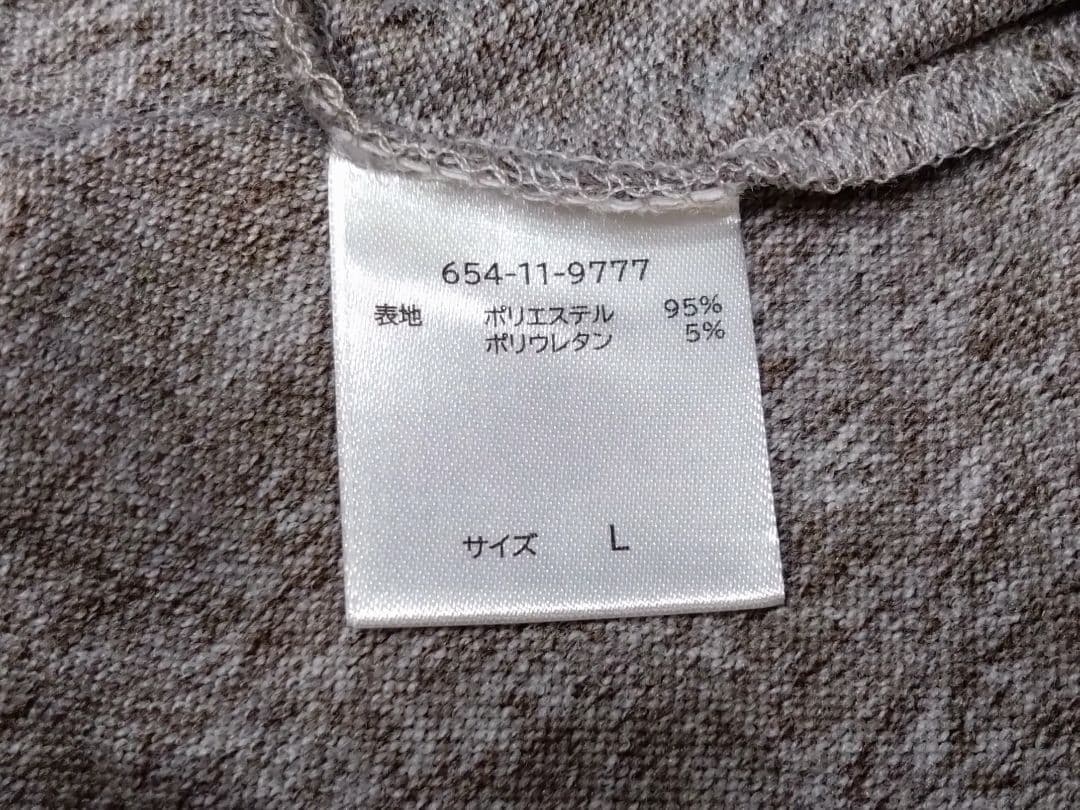 654-11-9777
表地 ポリエステル 95%
ポリウレタン 5%
サイズ L